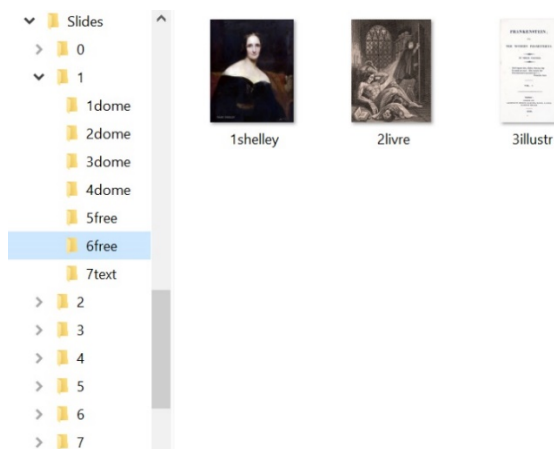 Slides
0
1
1dome
2dome
3dome
4dome
5free
6free
7text
2
3
4
5
6
7
1shelley
2livre
3illustr
FRANKENSTEIN;